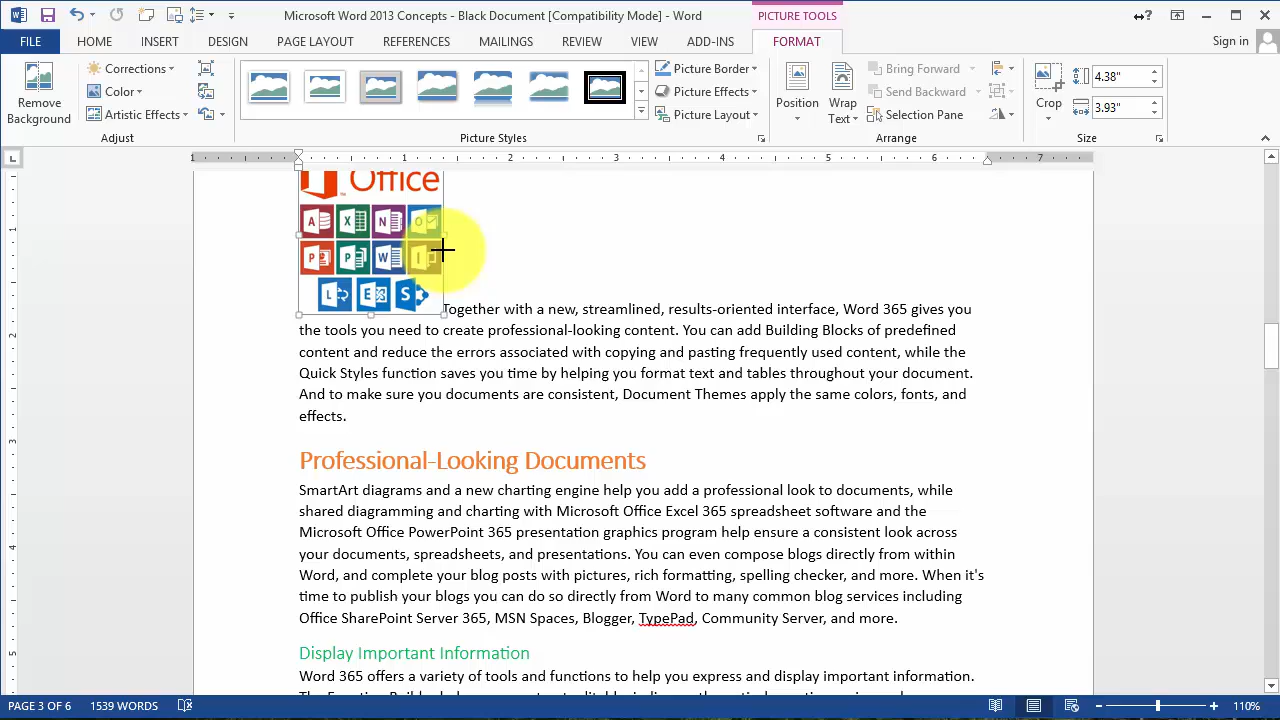 Microsoft Word 2013 Concepts - Black Document [Compatibility Mode] - Word
PICTURE TOOLS
?
FILE HOME INSERT DESIGN PAGE LAYOUT REFERENCES MAILINGS REVIEW VIEW ADD-INS FORMAT Sign in
Remove Background
Corrections
Color
Artistic Effects
Adjust
Picture Styles
Picture Border
Picture Effects
Picture Layout
Position
Wrap Text
Bring Forward
Send Backward
Selection Pane
Arrange
Crop
4.38"
3.93"
Size
L
1 1 2 3 4 5 6 7
1
2
3
4
5
Office
A X N O
P P W I
L E S
Together with a new, streamlined, results-oriented interface, Word 365 gives you
the tools you need to create professional-looking content. You can add Building Blocks of predefined
content and reduce the errors associated with copying and pasting frequently used content, while the
Quick Styles function saves you time by helping you format text and tables throughout your document.
And to make sure you documents are consistent, Document Themes apply the same colors, fonts, and
effects.
Professional-Looking Documents
SmartArt diagrams and a new charting engine help you add a professional look to documents, while
shared diagramming and charting with Microsoft Office Excel 365 spreadsheet software and the
Microsoft Office PowerPoint 365 presentation graphics program help ensure a consistent look across
your documents, spreadsheets, and presentations. You can even compose blogs directly from within
Word, and complete your blog posts with pictures, rich formatting, spelling checker, and more. When it's
time to publish your blogs you can do so directly from Word to many common blog services including
Office SharePoint Server 365, MSN Spaces, Blogger, TypePad, Community Server, and more.
Display Important Information
Word 365 offers a variety of tools and functions to help you express and display important information.
PAGE 3 OF 6 1539 WORDS 110%